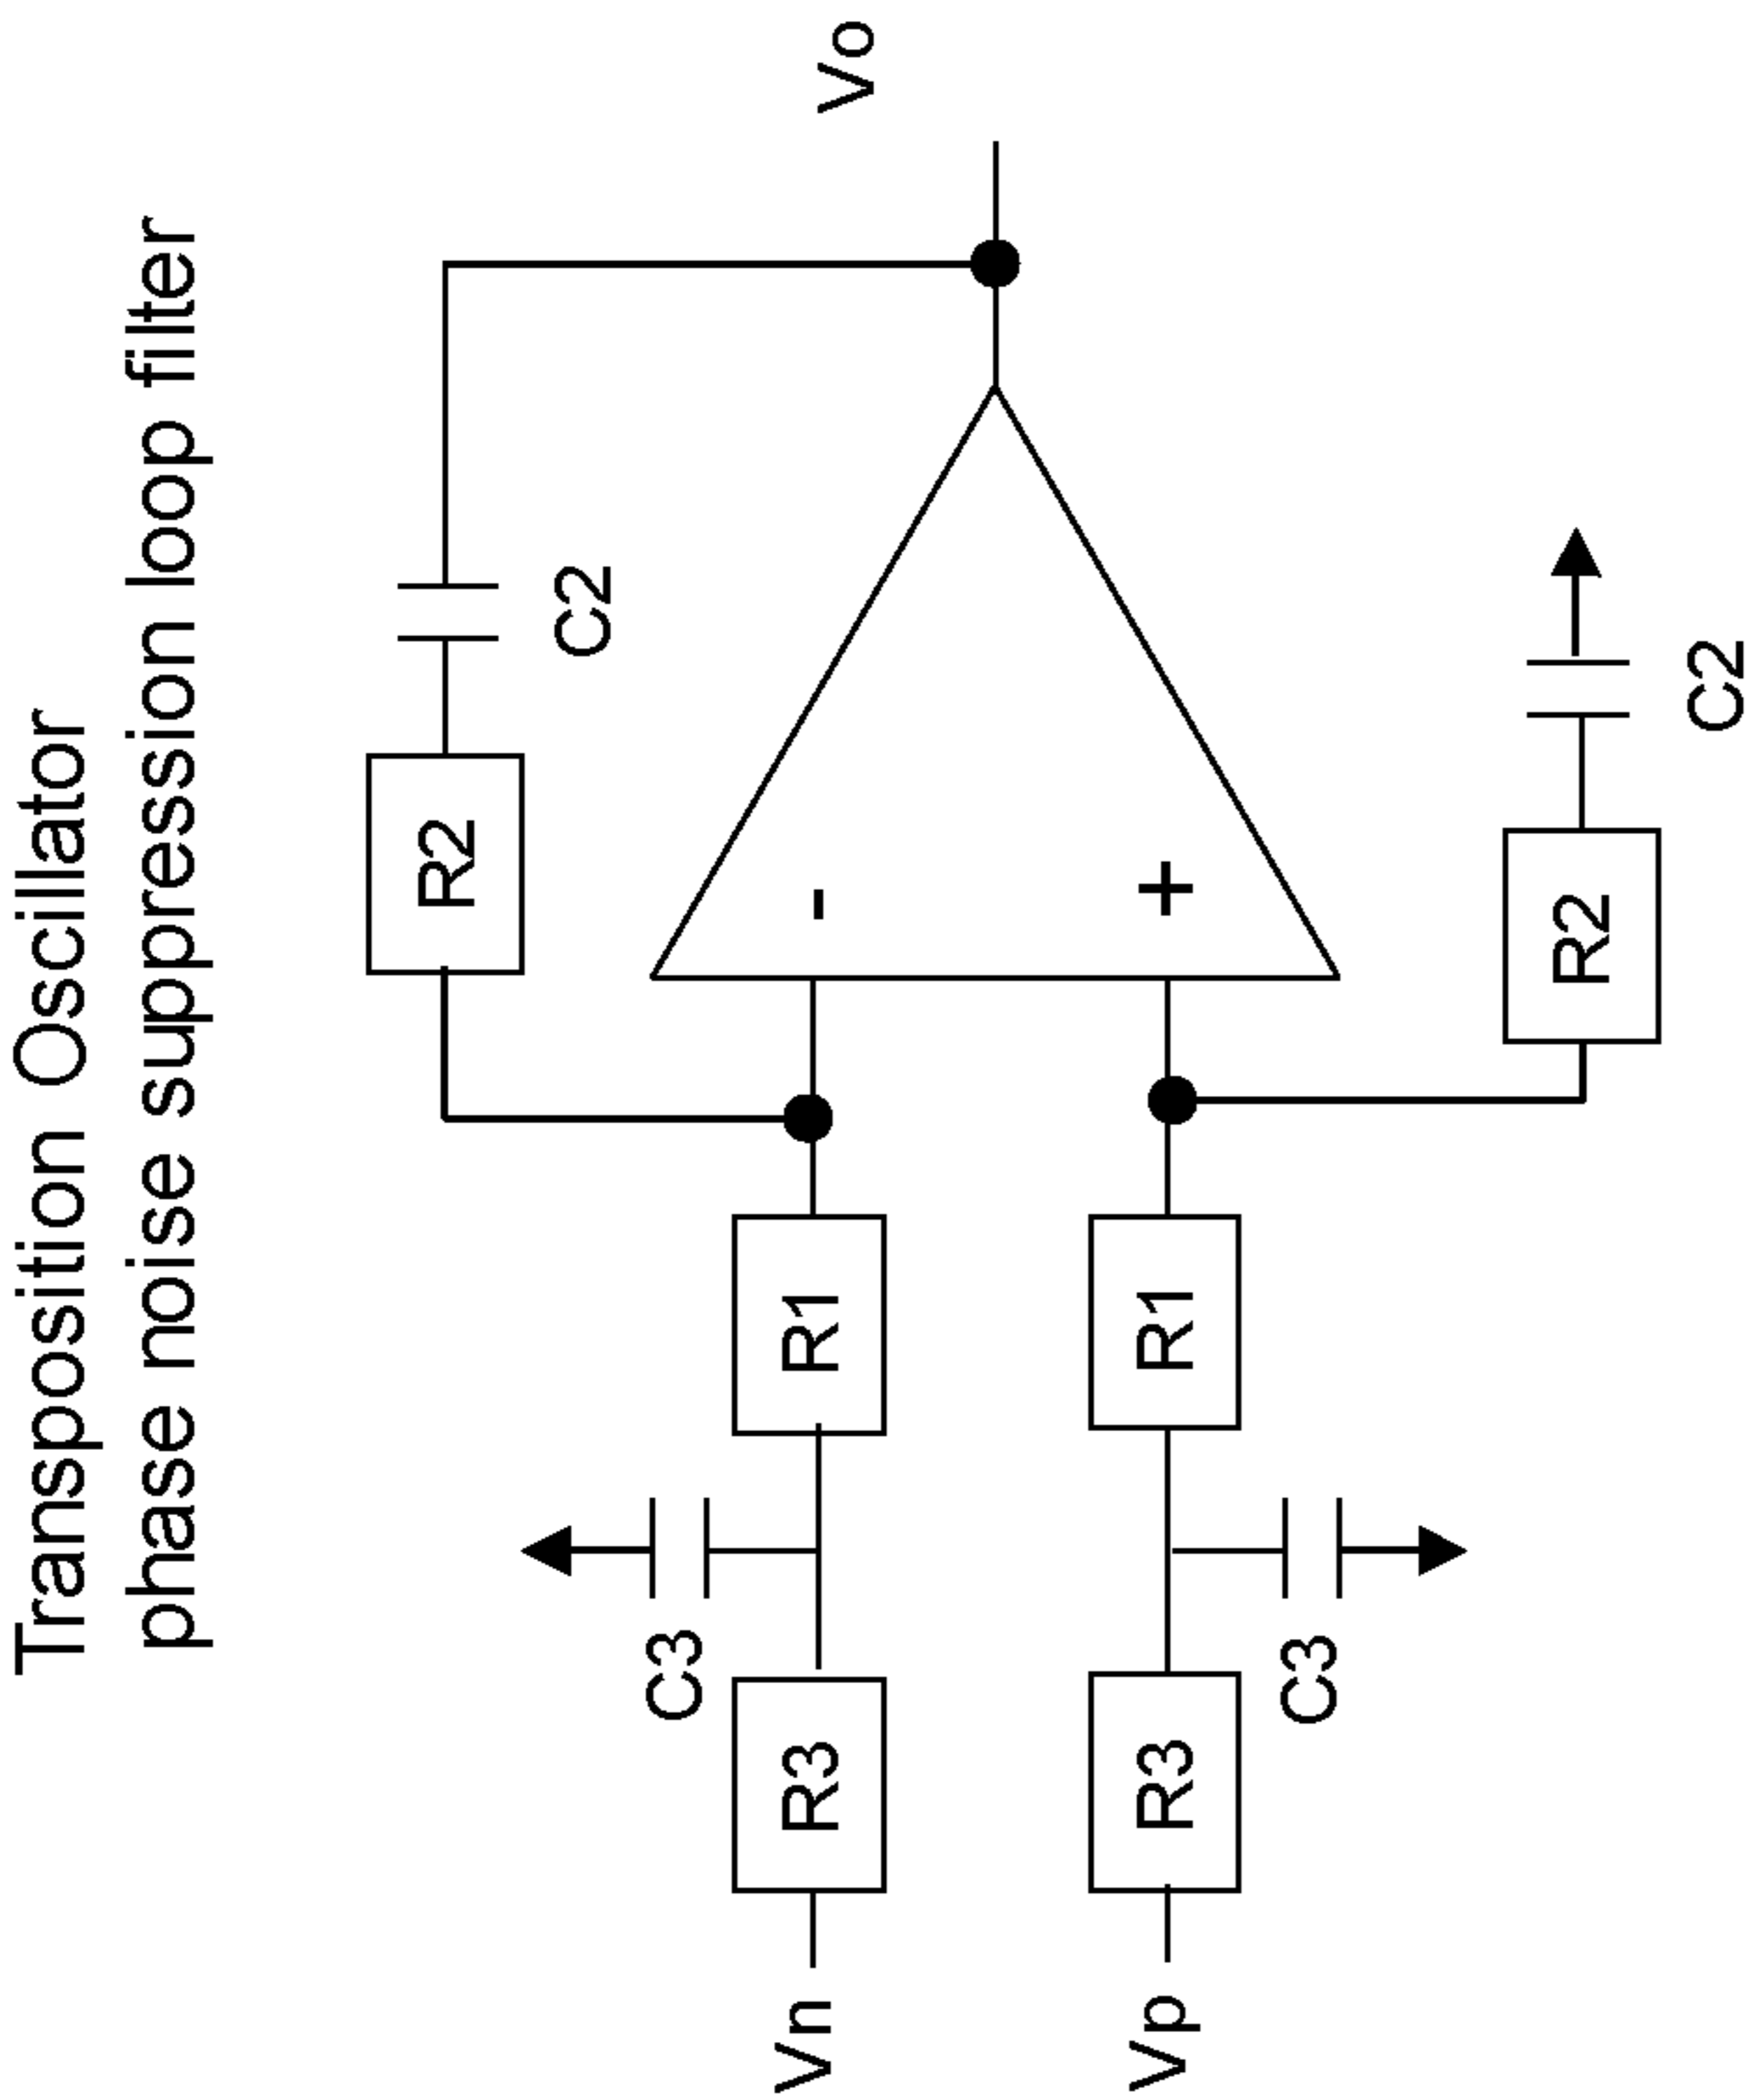 Transposition Oscillator
phase noise suppression loop filter
R2
C2
Vn
R3
C3
R1
-
Vo
Vp
R3
C3
R1
+
R2
C2